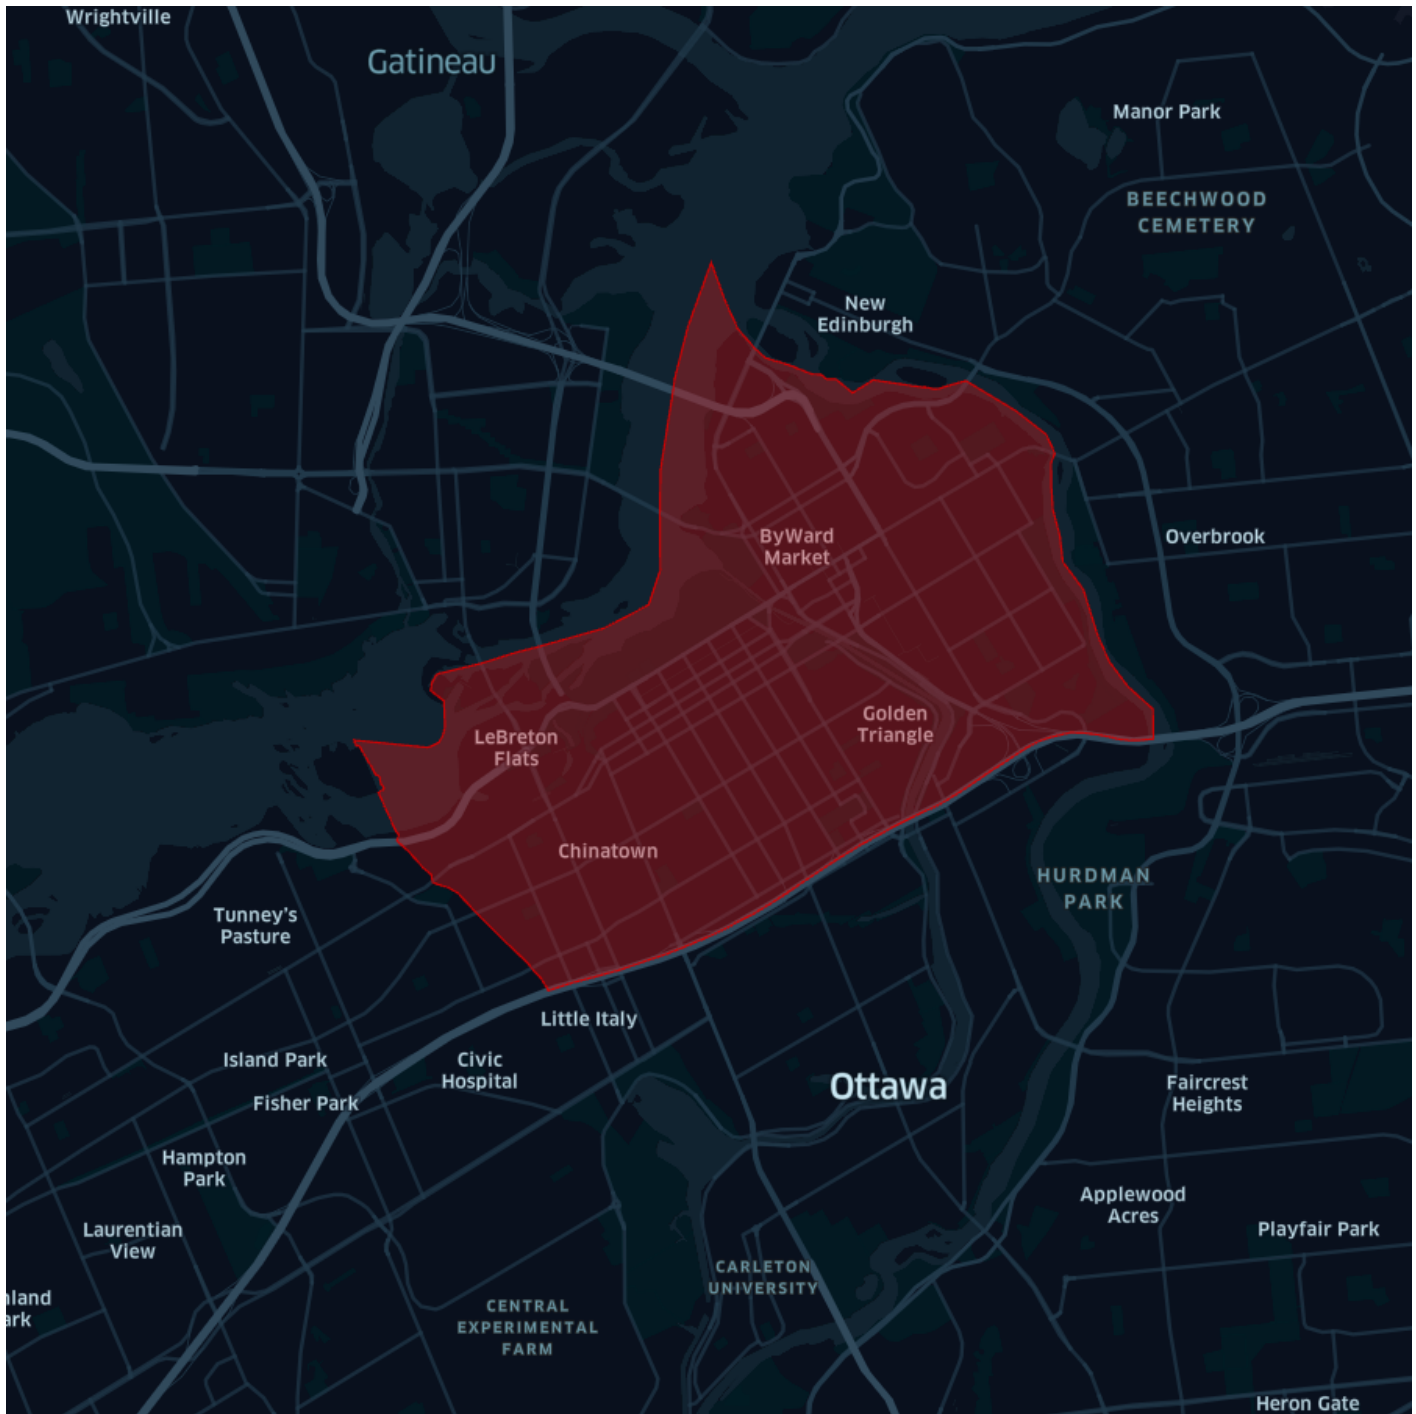 Wrightville
Gatineau
Manor Park
BEECHWOOD
CEMETERY
New
Edinburgh
ByWard
Market
Overbrook
Golden
Triangle
LeBreton
Flats
Chinatown
HURDMAN
PARK
Tunney's
Pasture
Little Italy
Island Park
Civic
Hospital
Ottawa
Faircrest
Heights
Fisher Park
Hampton
Park
Applewood
Acres
Laurentian
View
Playfair Park
CARLETON
UNIVERSITY
CENTRAL
EXPERIMENTAL
FARM
Heron Gate